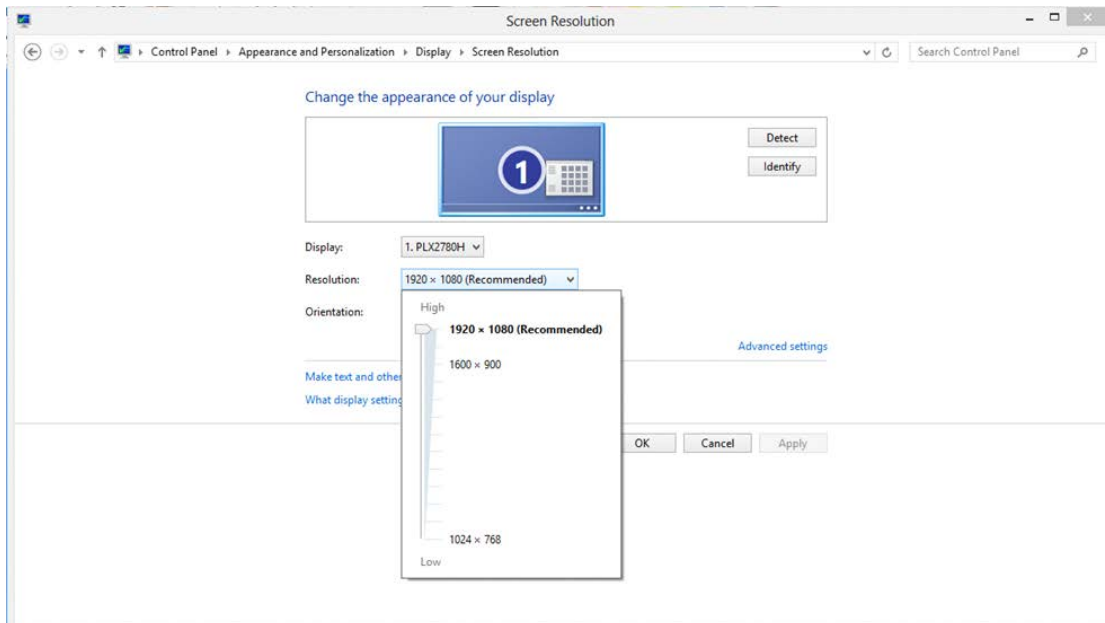 Screen Resolution
Control Panel Appearance and Personalization Display Screen Resolution
Search Control Panel
Change the appearance of your display
1
Detect
Identify
Display: 1. PLX2780H
Resolution: 1920 × 1080 (Recommended)
Orientation:
High
1920 × 1080 (Recommended)
1600 × 900
1024 × 768
Low
Advanced settings
Make text and other
What display setting
OK Cancel Apply